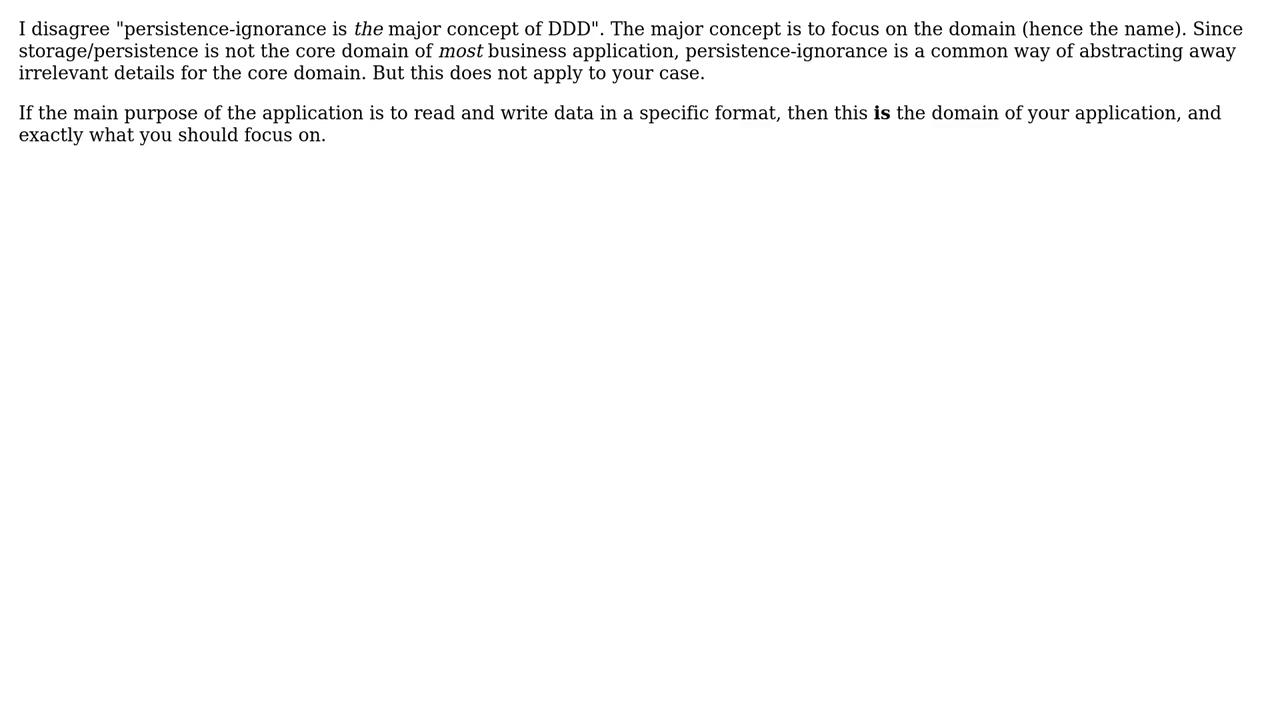 I disagree "persistence-ignorance is the major concept of DDD". The major concept is to focus on the domain (hence the name). Since
storage/persistence is not the core domain of most business application, persistence-ignorance is a common way of abstracting away
irrelevant details for the core domain. But this does not apply to your case.
If the main purpose of the application is to read and write data in a specific format, then this is the domain of your application, and
exactly what you should focus on.